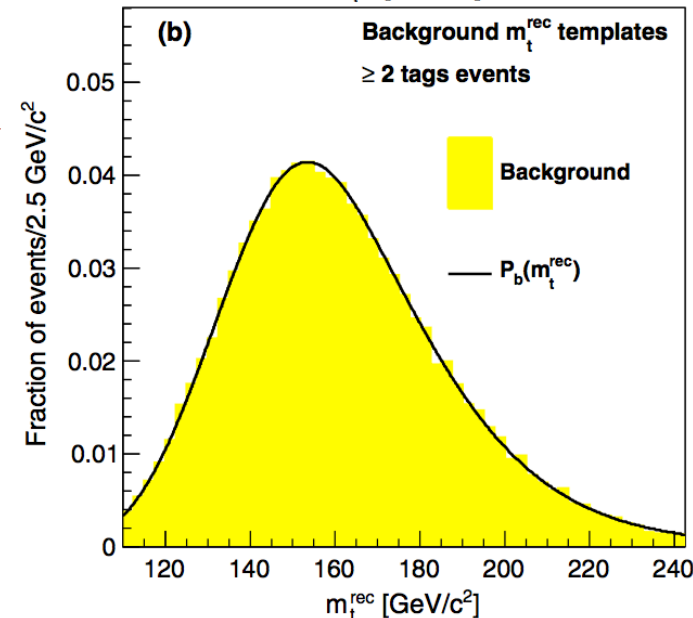 (b)
Background m_t^rec templates
≥ 2 tags events
Background
P_b(m_t^rec)
Fraction of events/2.5 GeV/c²
0.05
0.04
0.03
0.02
0.01
0
120 140 160 180 200 220 240
m_t^rec [GeV/c²]